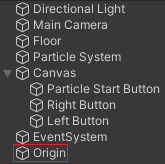 Directional Light
Main Camera
Floor
Particle System
Canvas
Particle Start Button
Right Button
Left Button
EventSystem
Origin